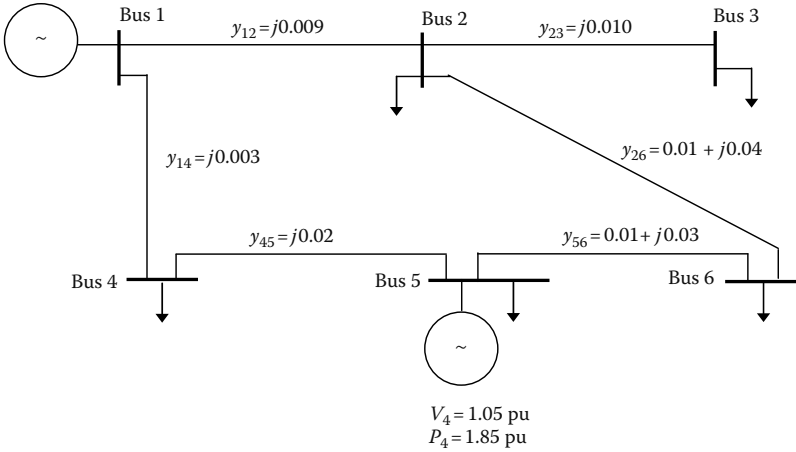 ~
Bus 1
y₁₂ = j0.009
Bus 2
y₂₃ = j0.010
Bus 3
y₁₄ = j0.003
y₂₆ = 0.01 + j0.04
Bus 4
y₄₅ = j0.02
Bus 5
y₅₆ = 0.01 + j0.03
Bus 6
~
V₄ = 1.05 pu
P₄ = 1.85 pu